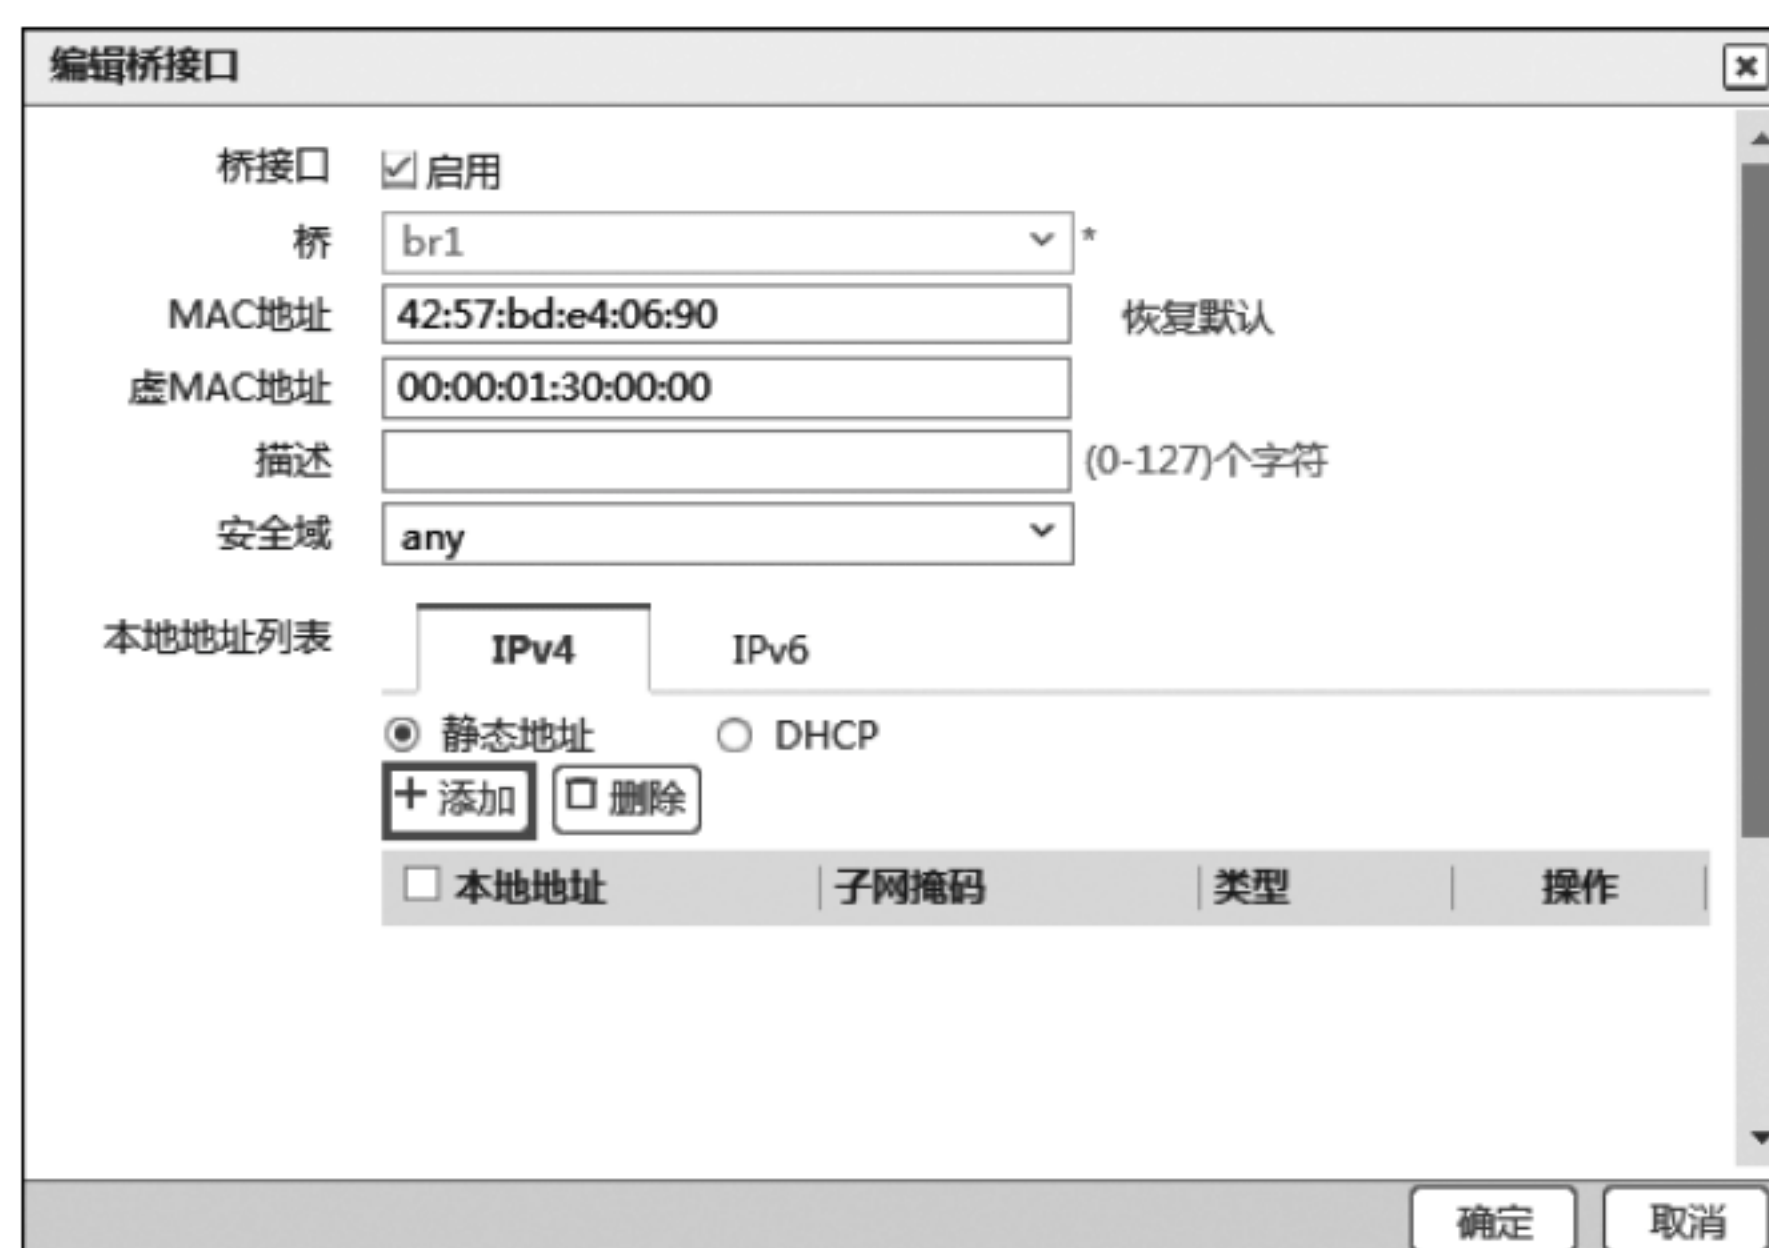 编辑桥接口
桥接口 启用
桥 br1 *
MAC地址 42:57:bd:e4:06:90 恢复默认
虚MAC地址 00:00:01:30:00:00
描述 (0-127)个字符
安全域 any
本地地址列表 IPv4 IPv6
静态地址 DHCP
+ 添加 删除
本地地址 子网掩码 类型 操作
确定 取消